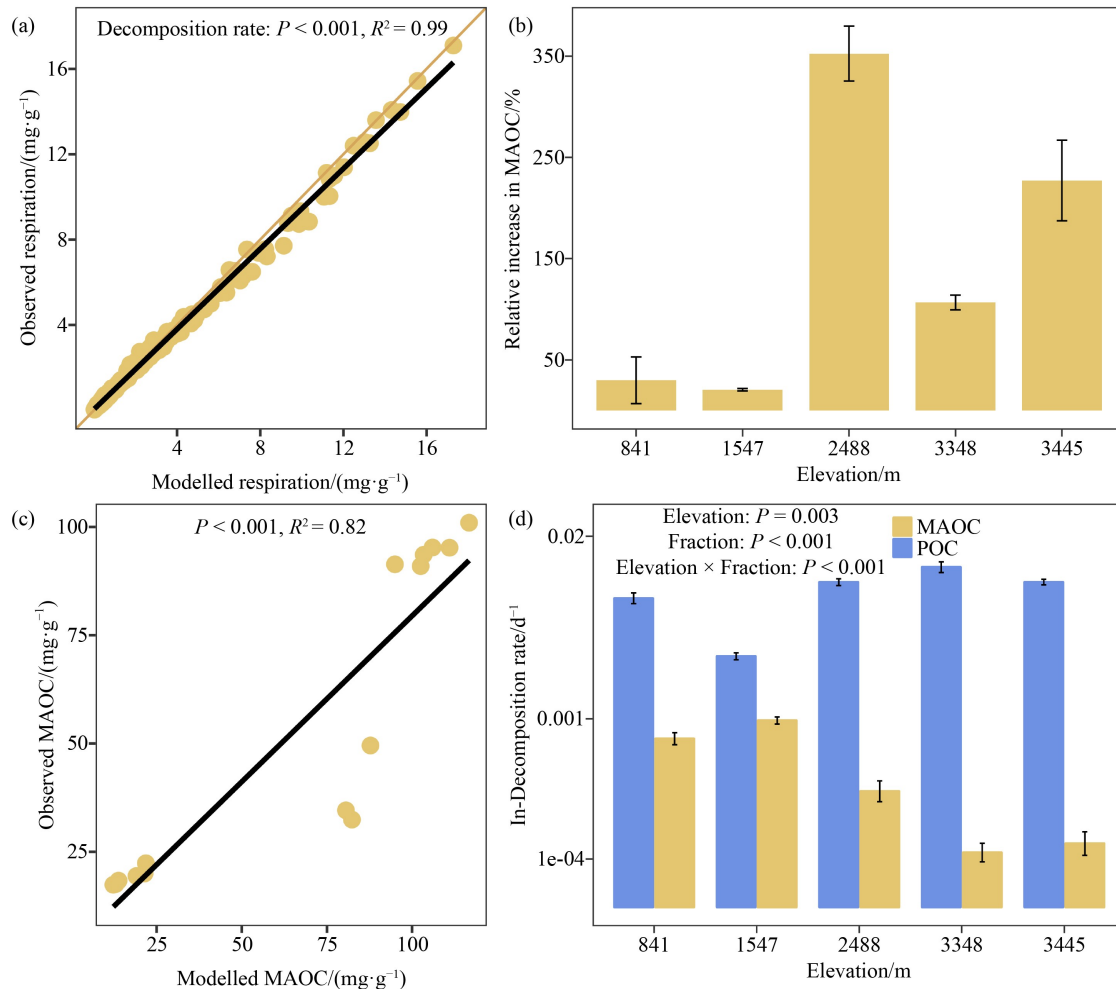 (a)
Decomposition rate: P < 0.001, R² = 0.99
Observed respiration/(mg·g⁻¹)
16
12
8
4
4 8 12 16
Modelled respiration/(mg·g⁻¹)
(b)
Relative increase in MAOC/%
350
250
150
50
841 1547 2488 3348 3445
Elevation/m
(c)
P < 0.001, R² = 0.82
Observed MAOC/(mg·g⁻¹)
100
75
50
25
25 50 75 100
Modelled MAOC/(mg·g⁻¹)
(d)
Elevation: P = 0.003
Fraction: P < 0.001
Elevation × Fraction: P < 0.001
MAOC
POC
In-Decomposition rate/d⁻¹
0.02
0.001
1e-04
841 1547 2488 3348 3445
Elevation/m